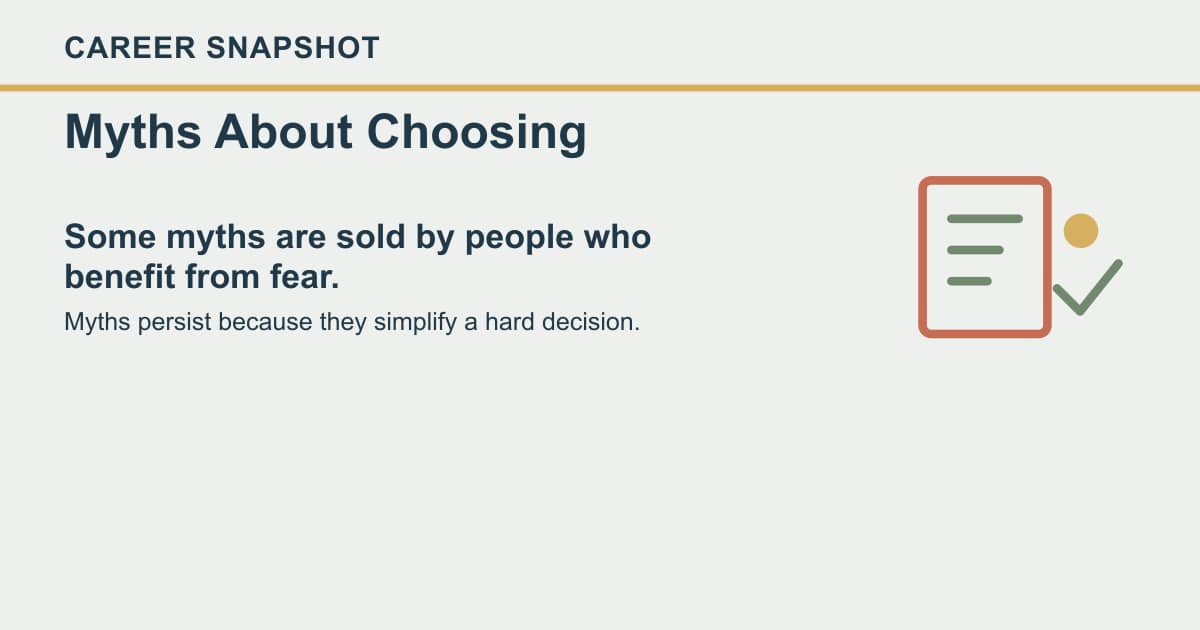 CAREER SNAPSHOT
Myths About Choosing
Some myths are sold by people who
benefit from fear.
Myths persist because they simplify a hard decision.